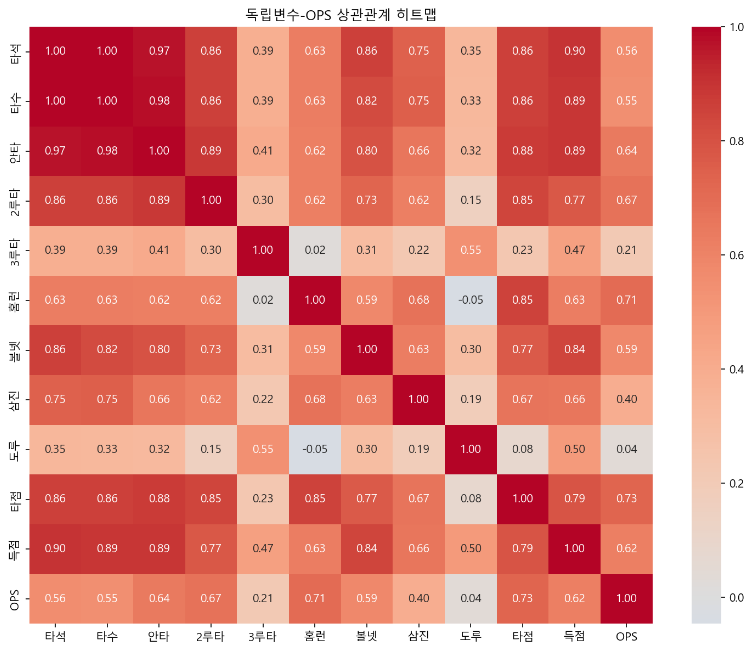 독립변수-OPS 상관관계 히트맵
타석 1.00 1.00 0.97 0.86 0.39 0.63 0.86 0.75 0.35 0.86 0.90 0.56
타수 1.00 1.00 0.98 0.86 0.39 0.63 0.82 0.75 0.33 0.86 0.89 0.55
안타 0.97 0.98 1.00 0.89 0.41 0.62 0.80 0.66 0.32 0.88 0.89 0.64
2루타 0.86 0.86 0.89 1.00 0.30 0.62 0.73 0.62 0.15 0.85 0.77 0.67
3루타 0.39 0.39 0.41 0.30 1.00 0.02 0.31 0.22 0.55 0.23 0.47 0.21
홈런 0.63 0.63 0.62 0.62 0.02 1.00 0.59 0.68 -0.05 0.85 0.63 0.71
볼넷 0.86 0.82 0.80 0.73 0.31 0.59 1.00 0.63 0.30 0.77 0.84 0.59
삼진 0.75 0.75 0.66 0.62 0.22 0.68 0.63 1.00 0.19 0.67 0.66 0.40
도루 0.35 0.33 0.32 0.15 0.55 -0.05 0.30 0.19 1.00 0.08 0.50 0.04
타점 0.86 0.86 0.88 0.85 0.23 0.85 0.77 0.67 0.08 1.00 0.79 0.73
득점 0.90 0.89 0.89 0.77 0.47 0.63 0.84 0.66 0.50 0.79 1.00 0.62
OPS 0.56 0.55 0.64 0.67 0.21 0.71 0.59 0.40 0.04 0.73 0.62 1.00
타석 타수 안타 2루타 3루타 홈런 볼넷 삼진 도루 타점 득점 OPS
1.0
0.8
0.6
0.4
0.2
0.0